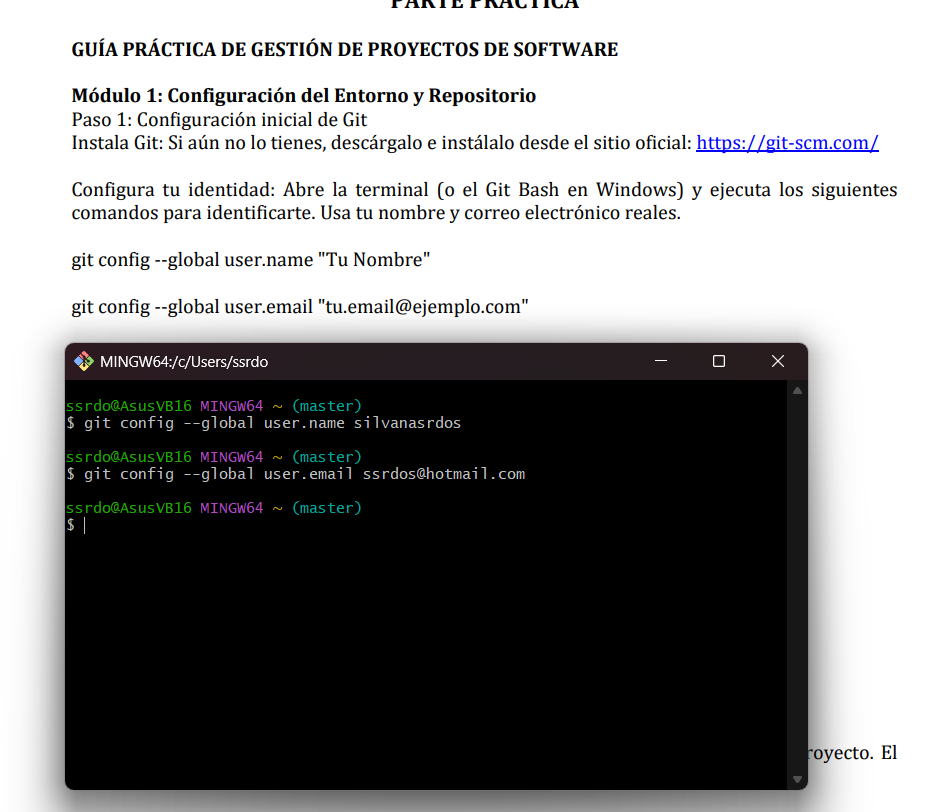 PARTE PRÁCTICA
GUÍA PRÁCTICA DE GESTIÓN DE PROYECTOS DE SOFTWARE
Módulo 1: Configuración del Entorno y Repositorio
Paso 1: Configuración inicial de Git
Instala Git: Si aún no lo tienes, descárgalo e instálalo desde el sitio oficial: https://git-scm.com/
Configura tu identidad: Abre la terminal (o el Git Bash en Windows) y ejecuta los siguientes
comandos para identificarte. Usa tu nombre y correo electrónico reales.
git config --global user.name "Tu Nombre"
git config --global user.email "tu.email@ejemplo.com"
MINGW64:/c/Users/ssrdo
ssrdo@AsusVB16 MINGW64 ~ (master)
$ git config --global user.name silvanasrdos
ssrdo@AsusVB16 MINGW64 ~ (master)
$ git config --global user.email ssrdos@hotmail.com
ssrdo@AsusVB16 MINGW64 ~ (master)
$
royecto. El